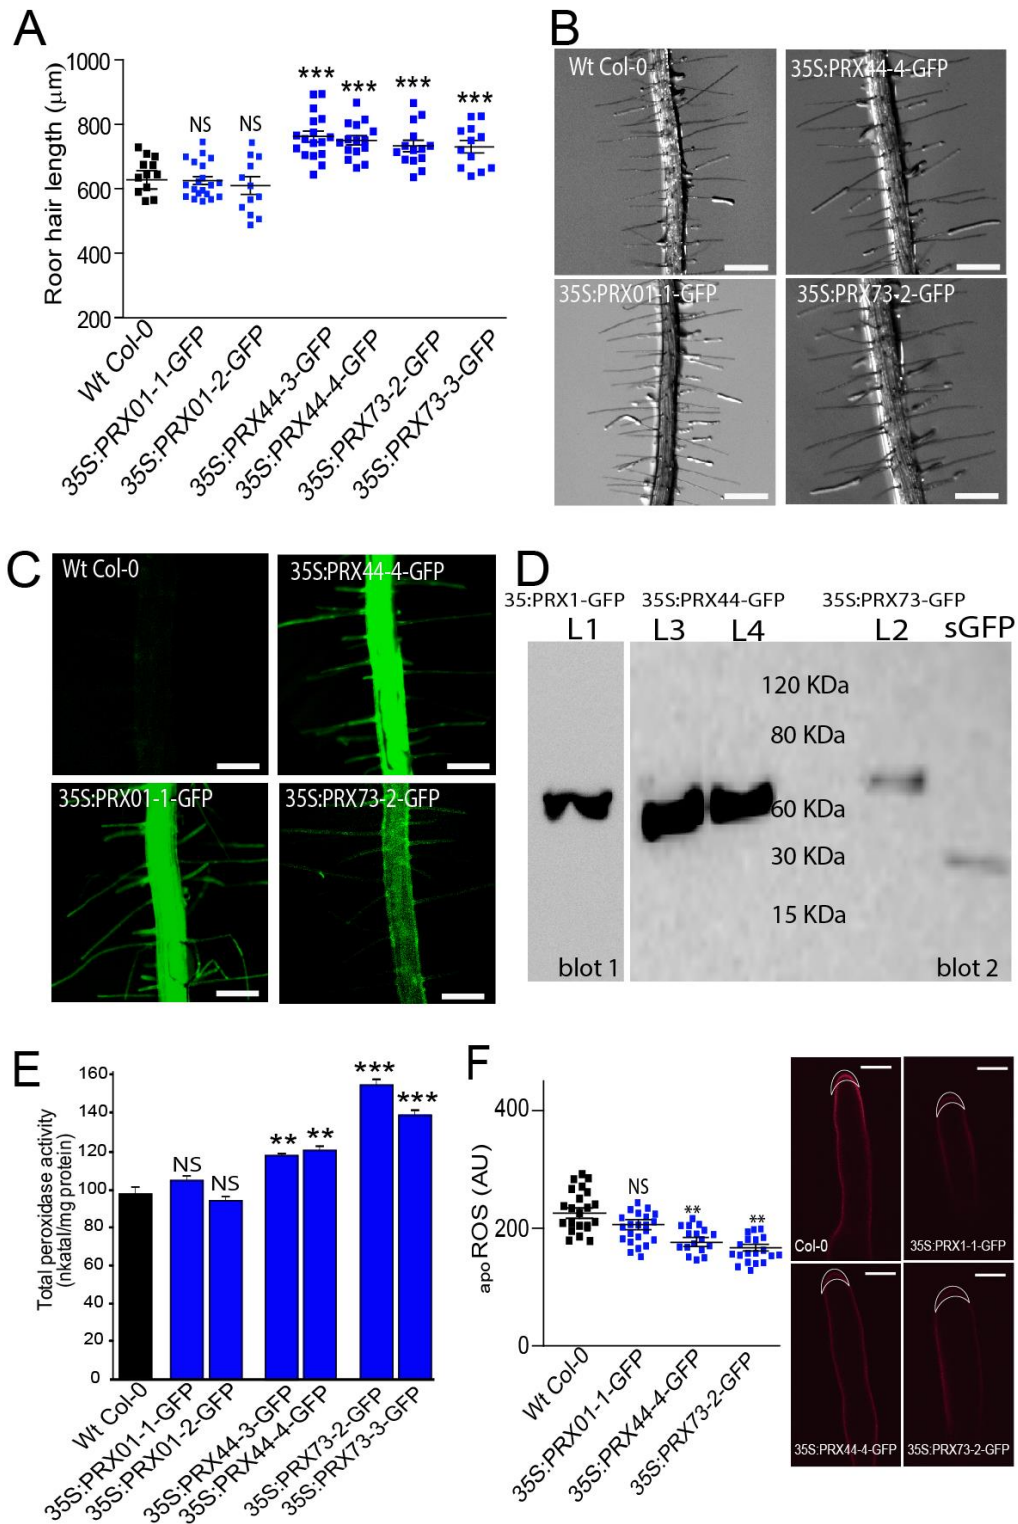 A
Roor hair length (μm)
1000
800
600
400
200
NS
NS
***
***
***
***
Wt Col-0
35S:PRX01-1-GFP
35S:PRX01-2-GFP
35S:PRX44-3-GFP
35S:PRX44-4-GFP
35S:PRX73-2-GFP
35S:PRX73-3-GFP
B
Wt Col-0
35S:PRX44-4-GFP
35S:PRX01-1-GFP
35S:PRX73-2-GFP
C
Wt Col-0
35S:PRX44-4-GFP
35S:PRX01-1-GFP
35S:PRX73-2-GFP
D
35:PRX1-GFP
35S:PRX44-GFP
35S:PRX73-GFP
L1
L3
L4
L2
sGFP
120 KDa
80 KDa
60 KDa
30 KDa
15 KDa
blot 1
blot 2
E
Total peroxidase activity
(nkatal/mg protein)
160
140
120
100
80
60
40
20
0
NS
NS
**
**
***
***
Wt Col-0
35S:PRX01-1-GFP
35S:PRX01-2-GFP
35S:PRX44-3-GFP
35S:PRX44-4-GFP
35S:PRX73-2-GFP
35S:PRX73-3-GFP
F
apoROS (AU)
400
200
0
NS
**
**
Wt Col-0
35S:PRX01-1-GFP
35S:PRX44-4-GFP
35S:PRX73-2-GFP
Col-0
35S:PRX1-1-GFP
35S:PRX44-4-GFP
35S:PRX73-2-GFP